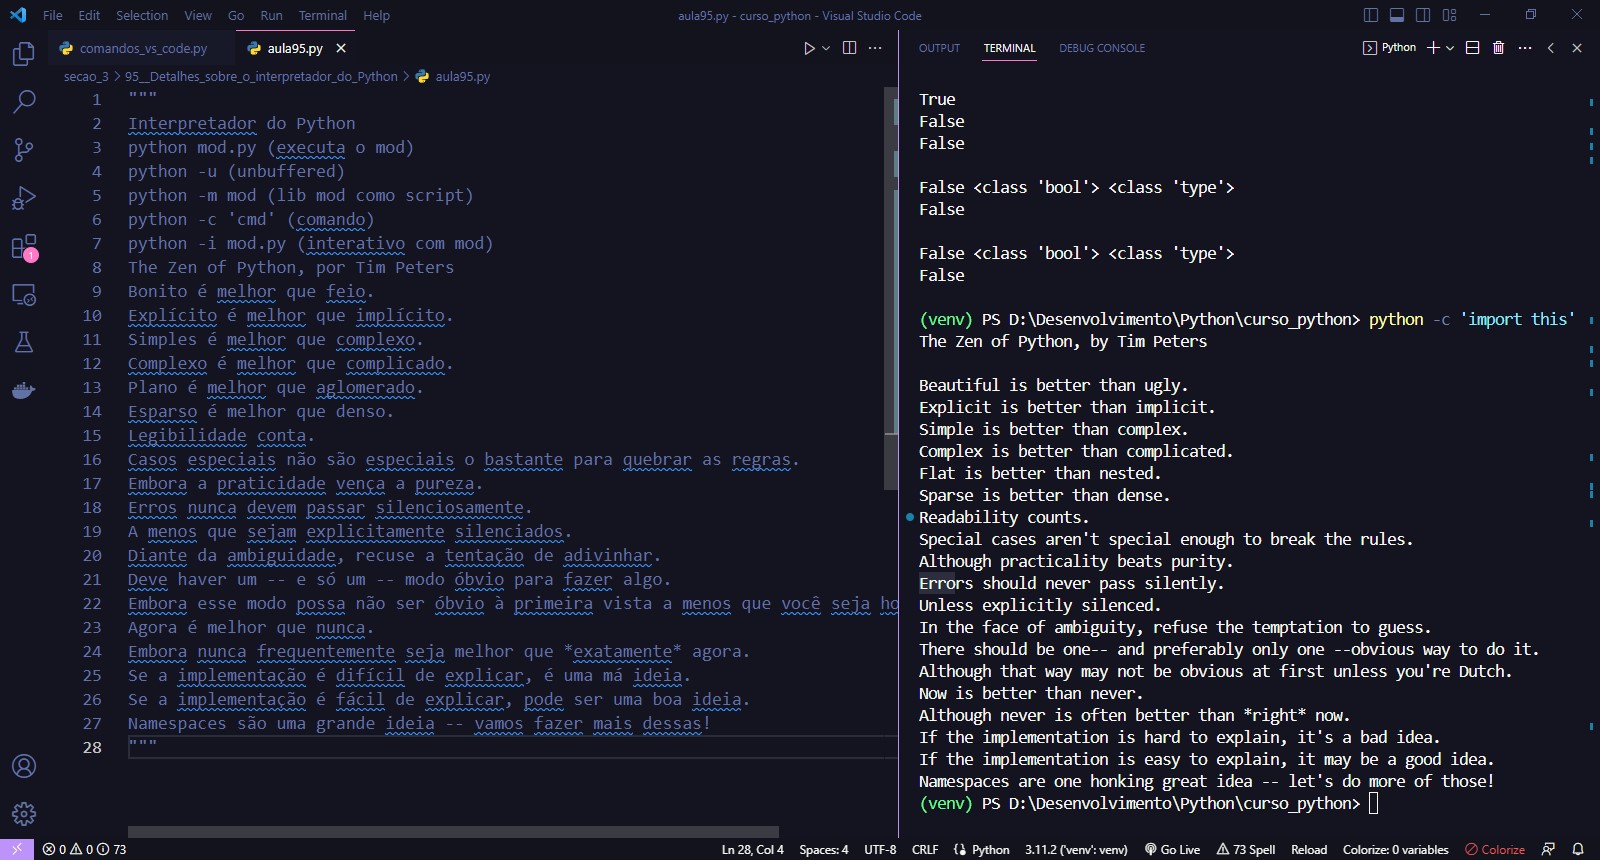 File Edit Selection View Go Run Terminal Help
aula95.py - curso_python - Visual Studio Code
comandos_vs_code.py
aula95.py
secao_3 > 95__Detalhes_sobre_o_interpretador_do_Python > aula95.py
1 """
2 Interpretador do Python
3 python mod.py (executa o mod)
4 python -u (unbuffered)
5 python -m mod (lib mod como script)
6 python -c 'cmd' (comando)
7 python -i mod.py (interativo com mod)
8 The Zen of Python, por Tim Peters
9 Bonito é melhor que feio.
10 Explícito é melhor que implícito.
11 Simples é melhor que complexo.
12 Complexo é melhor que complicado.
13 Plano é melhor que aglomerado.
14 Esparso é melhor que denso.
15 Legibilidade conta.
16 Casos especiais não são especiais o bastante para quebrar as regras.
17 Embora a praticidade vença a pureza.
18 Erros nunca devem passar silenciosamente.
19 A menos que sejam explicitamente silenciados.
20 Diante da ambiguidade, recuse a tentação de adivinhar.
21 Deve haver um -- e só um -- modo óbvio para fazer algo.
22 Embora esse modo possa não ser óbvio à primeira vista a menos que você seja ho
23 Agora é melhor que nunca.
24 Embora nunca frequentemente seja melhor que *exatamente* agora.
25 Se a implementação é difícil de explicar, é uma má ideia.
26 Se a implementação é fácil de explicar, pode ser uma boa ideia.
27 Namespaces são uma grande ideia -- vamos fazer mais dessas!
28 """
1
OUTPUT TERMINAL DEBUG CONSOLE
Python
True
False
False
False <class 'bool'> <class 'type'>
False
False <class 'bool'> <class 'type'>
False
(venv) PS D:\Desenvolvimento\Python\curso_python> python -c 'import this'
The Zen of Python, by Tim Peters
Beautiful is better than ugly.
Explicit is better than implicit.
Simple is better than complex.
Complex is better than complicated.
Flat is better than nested.
Sparse is better than dense.
Readability counts.
Special cases aren't special enough to break the rules.
Although practicality beats purity.
Errors should never pass silently.
Unless explicitly silenced.
In the face of ambiguity, refuse the temptation to guess.
There should be one-- and preferably only one --obvious way to do it.
Although that way may not be obvious at first unless you're Dutch.
Now is better than never.
Although never is often better than *right* now.
If the implementation is hard to explain, it's a bad idea.
If the implementation is easy to explain, it may be a good idea.
Namespaces are one honking great idea -- let's do more of those!
(venv) PS D:\Desenvolvimento\Python\curso_python>
0 0 73 Ln 28, Col 4 Spaces: 4 UTF-8 CRLF Python 3.11.2 ('venv': venv) Go Live 73 Spell Reload Colorize: 0 variables Colorize